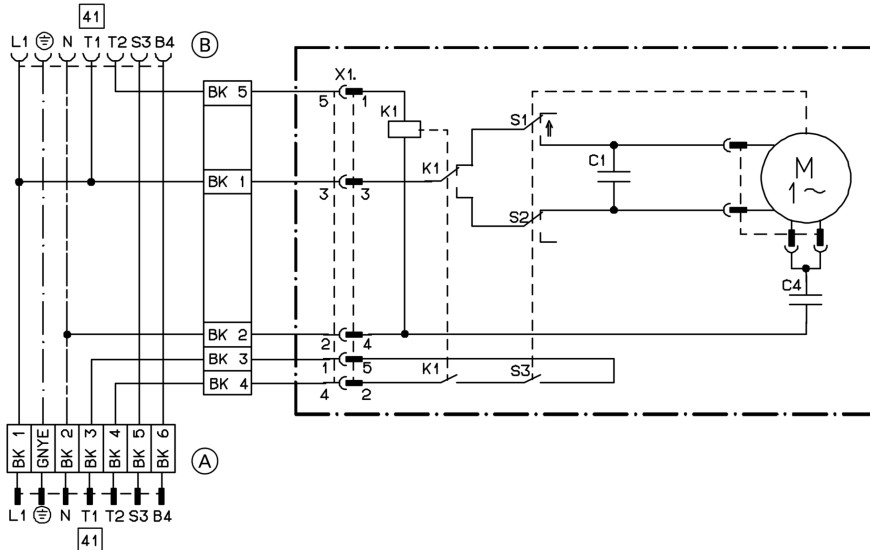 41
L1 N T1 T2 S3 B4 B
BK 5
X1.
5 1
K1
S1
C1
M
1~
BK 1
3 3
K1
S2
C4
BK 2
2 4
BK 3
1 5
K1
S3
BK 4
4 2
BK 1
GNYE
BK 2
BK 3
BK 4
BK 5
BK 6
A
L1 N T1 T2 S3 B4
41